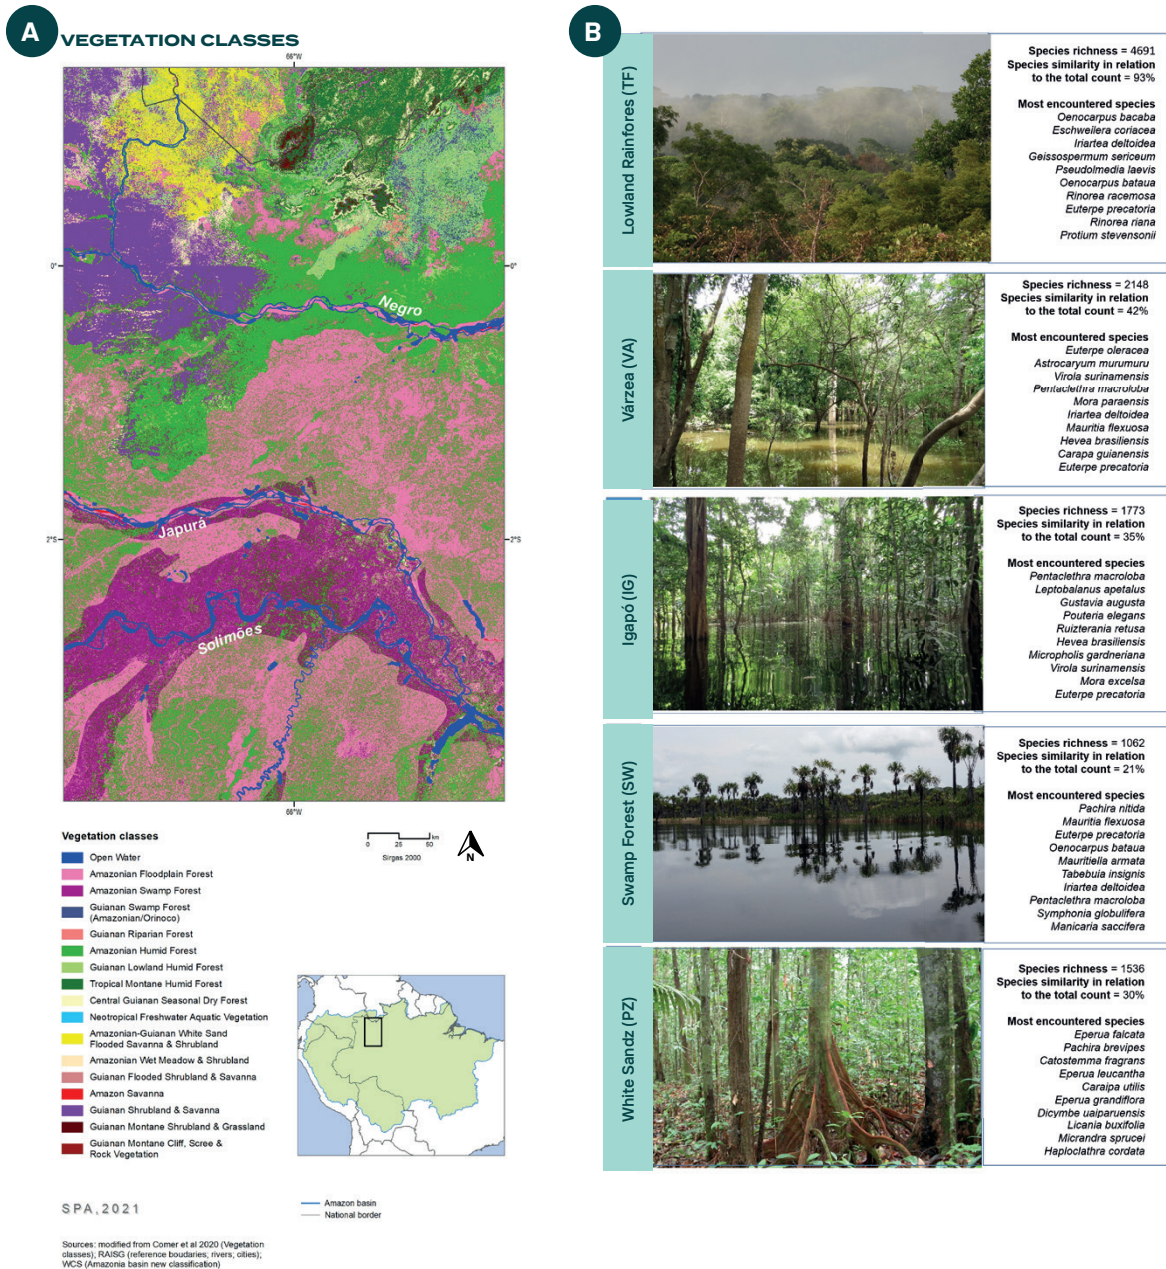 A
VEGETATION CLASSES
66°W
0°
0°
Negro
Japurá
2°S
2°S
Solimões
66°W
Vegetation classes
Open Water
Amazonian Floodplain Forest
Amazonian Swamp Forest
Guianan Swamp Forest
(Amazonian/Orinoco)
Guianan Riparian Forest
Amazonian Humid Forest
Guianan Lowland Humid Forest
Tropical Montane Humid Forest
Central Guianan Seasonal Dry Forest
Neotropical Freshwater Aquatic Vegetation
Amazonian-Guianan White Sand
Flooded Savanna & Shrubland
Amazonian Wet Meadow & Shrubland
Guianan Flooded Shrubland & Savanna
Amazon Savanna
Guianan Shrubland & Savanna
Guianan Montane Shrubland & Grassland
Guianan Montane Cliff, Scree &
Rock Vegetation
0 25 50 km
Sirgas 2000
N
Amazon basin
National border
SPA,2021
Sources: modified from Comer et al 2020 (Vegetation
classes); RAISG (reference boudaries; rivers; cities);
WCS (Amazonia basin new classification)
B
Lowland Rainfores (TF)
Species richness = 4691
Species similarity in relation
to the total count = 93%
Most encountered species
Oenocarpus bacaba
Eschweilera coriacea
Iriartea deltoidea
Geissospermum sericeum
Pseudolmedia laevis
Oenocarpus bataua
Rinorea racemosa
Euterpe precatoria
Rinorea riana
Protium stevensonii
Várzea (VA)
Species richness = 2148
Species similarity in relation
to the total count = 42%
Most encountered species
Euterpe oleracea
Astrocaryum murumuru
Virola surinamensis
Pentaclethra macroloba
Mora paraensis
Iriartea deltoidea
Mauritia flexuosa
Hevea brasiliensis
Carapa guianensis
Euterpe precatoria
Igapó (IG)
Species richness = 1773
Species similarity in relation
to the total count = 35%
Most encountered species
Pentaclethra macroloba
Leptobalanus apetalus
Gustavia augusta
Pouteria elegans
Ruizterania retusa
Hevea brasiliensis
Micropholis gardneriana
Virola surinamensis
Mora excelsa
Euterpe precatoria
Swamp Forest (SW)
Species richness = 1062
Species similarity in relation
to the total count = 21%
Most encountered species
Pachira nitida
Mauritia flexuosa
Euterpe precatoria
Oenocarpus bataua
Mauritiella armata
Tabebuia insignis
Iriartea deltoidea
Pentaclethra macroloba
Symphonia globulifera
Manicaria saccifera
White Sandz (PZ)
Species richness = 1536
Species similarity in relation
to the total count = 30%
Most encountered species
Eperua falcata
Pachira brevipes
Catostemma fragrans
Eperua leucantha
Caraipa utilis
Eperua grandiflora
Dicymbe uaiparuensis
Licania buxifolia
Micrandra sprucei
Haploclathra cordata